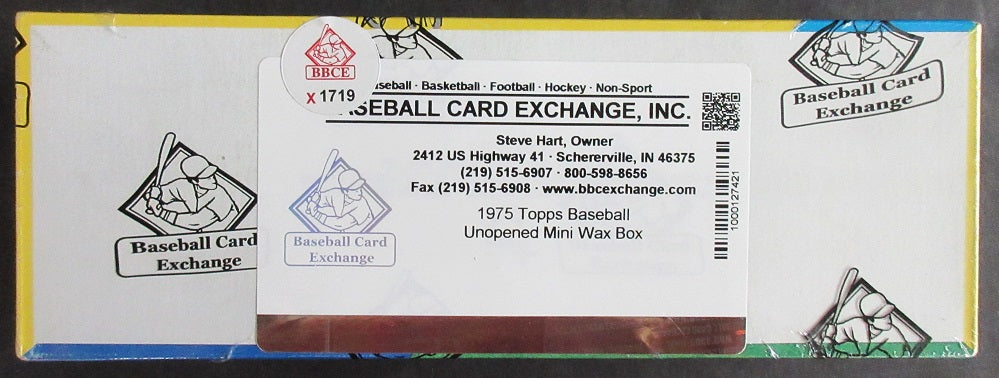 BBCE
X 1719
seball · Basketball · Football · Hockey · Non-Sport
ASEBALL CARD EXCHANGE, INC.
Steve Hart, Owner
2412 US Highway 41 · Schererville, IN 46375
(219) 515-6907 · 800-598-8656
Fax (219) 515-6908 · www.bbcexchange.com
1975 Topps Baseball
Unopened Mini Wax Box
1000127421
Baseball Card
Exchange
Baseball Card
Exchange
Baseball Card
Exchange